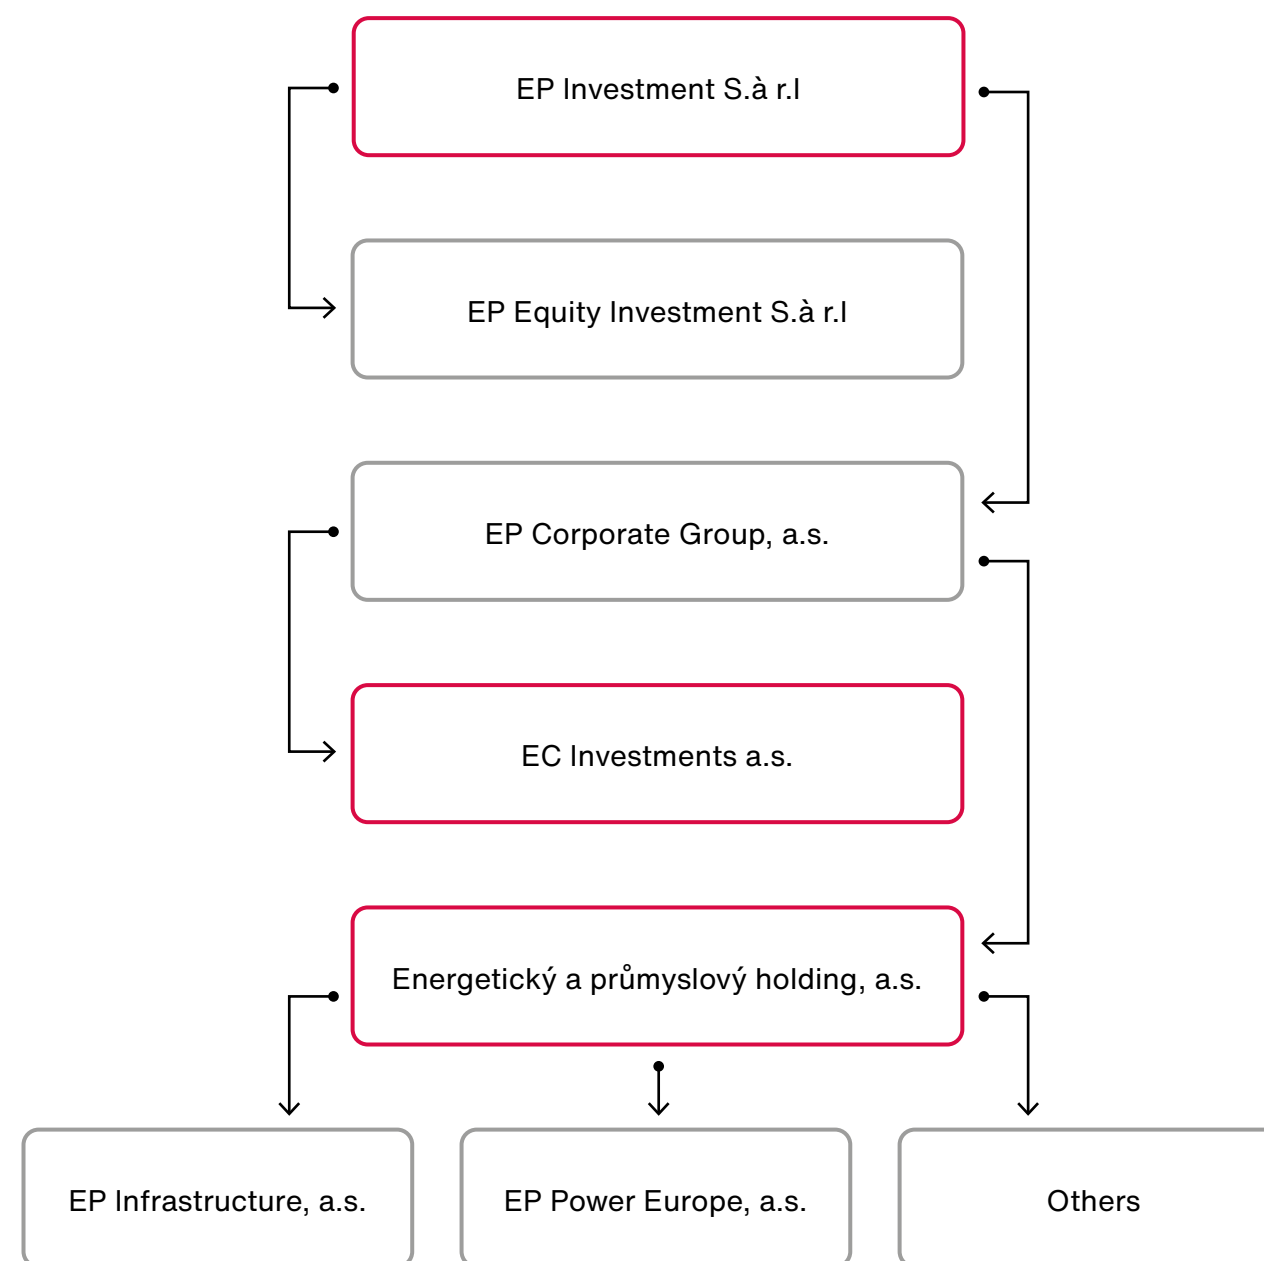 EP Investment S.à r.l
EP Equity Investment S.à r.l
EP Corporate Group, a.s.
EC Investments a.s.
Energetický a průmyslový holding, a.s.
EP Infrastructure, a.s.
EP Power Europe, a.s.
Others